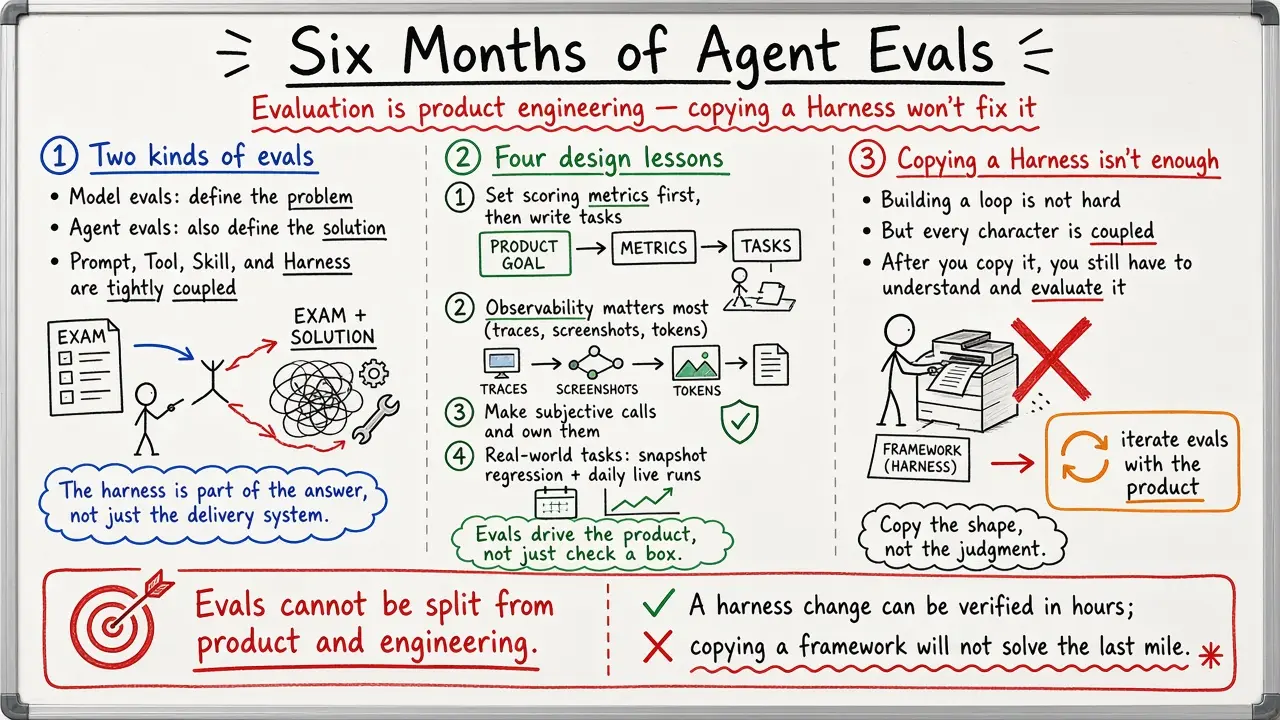 Six Months of Agent Evals
Evaluation is product engineering — copying a Harness won't fix it
1 Two kinds of evals
• Model evals: define the problem
• Agent evals: also define the solution
• Prompt, Tool, Skill, and Harness
are tightly coupled
EXAM
EXAM +
SOLUTION
The harness is part of the answer,
not just the delivery system.
2 Four design lessons
1 Set scoring metrics first,
then write tasks
PRODUCT
GOAL
METRICS
TASKS
2 Observability matters most
(traces, screenshots, tokens)
TRACES
SCREENSHOTS
TOKENS
3 Make subjective calls
and own them
4 Real-world tasks: snapshot
regression + daily live runs
Evals drive the product,
not just check a box.
3 Copying a Harness isn't enough
• Building a loop is not hard
• But every character is coupled
• After you copy it, you still have to
understand and evaluate it
FRAMEWORK
(HARNESS)
iterate evals
with the
product
Copy the shape,
not the judgment.
Evals cannot be split from
product and engineering.
A harness change can be verified in hours;
copying a framework will not solve the last mile.